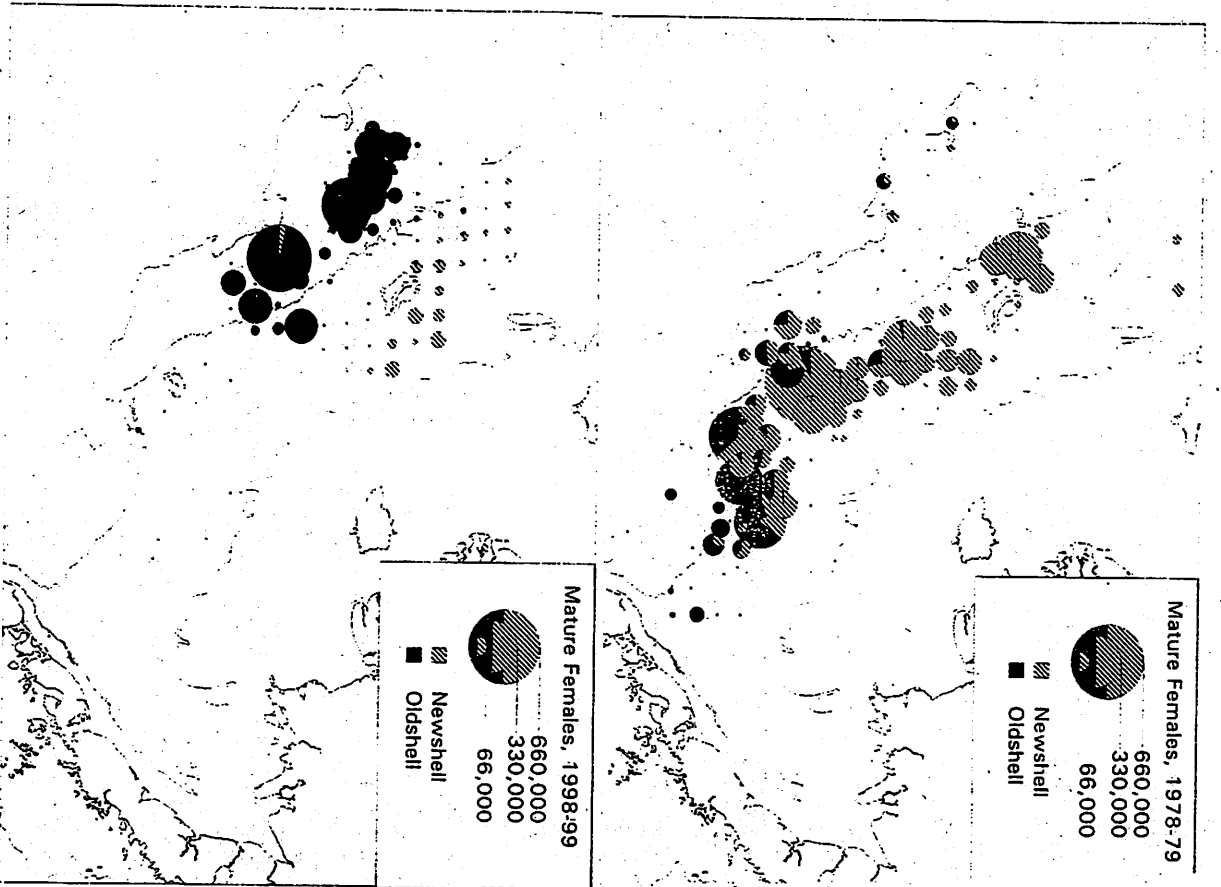 Mature Females, 1978-79
660,000
330,000
66,000
Newshell
Oldshell
Mature Females, 1998-99
660,000
330,000
66,000
Newshell
Oldshell